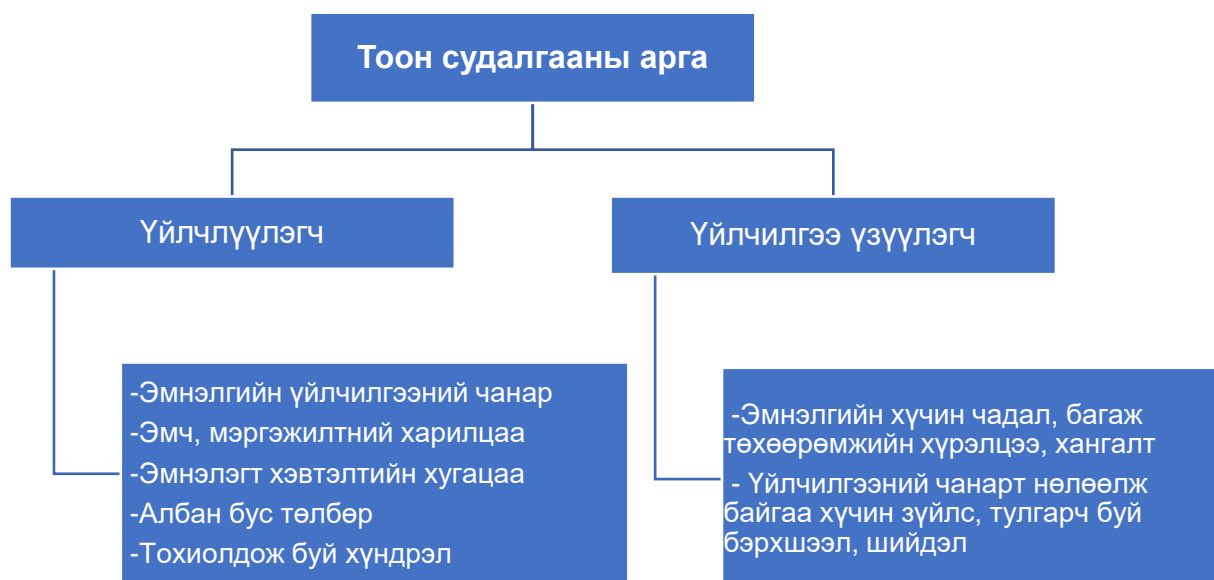 Тоон судалгааны арга
Үйлчлүүлэгч
Үйлчилгээ үзүүлэгч
-Эмнэлгийн үйлчилгээний чанар
-Эмч, мэргэжилтний харилцаа
-Эмнэлэгт хэвтэлтийн хугацаа
-Албан бус төлбөр
-Тохиолдож буй хүндрэл
-Эмнэлгийн хүчин чадал, багаж
төхөөрөмжийн хүрэлцээ, хангалт
- Үйлчилгээний чанарт нөлөөлж
байгаа хүчин зүйлс, тулгарч буй
бэрхшээл, шийдэл